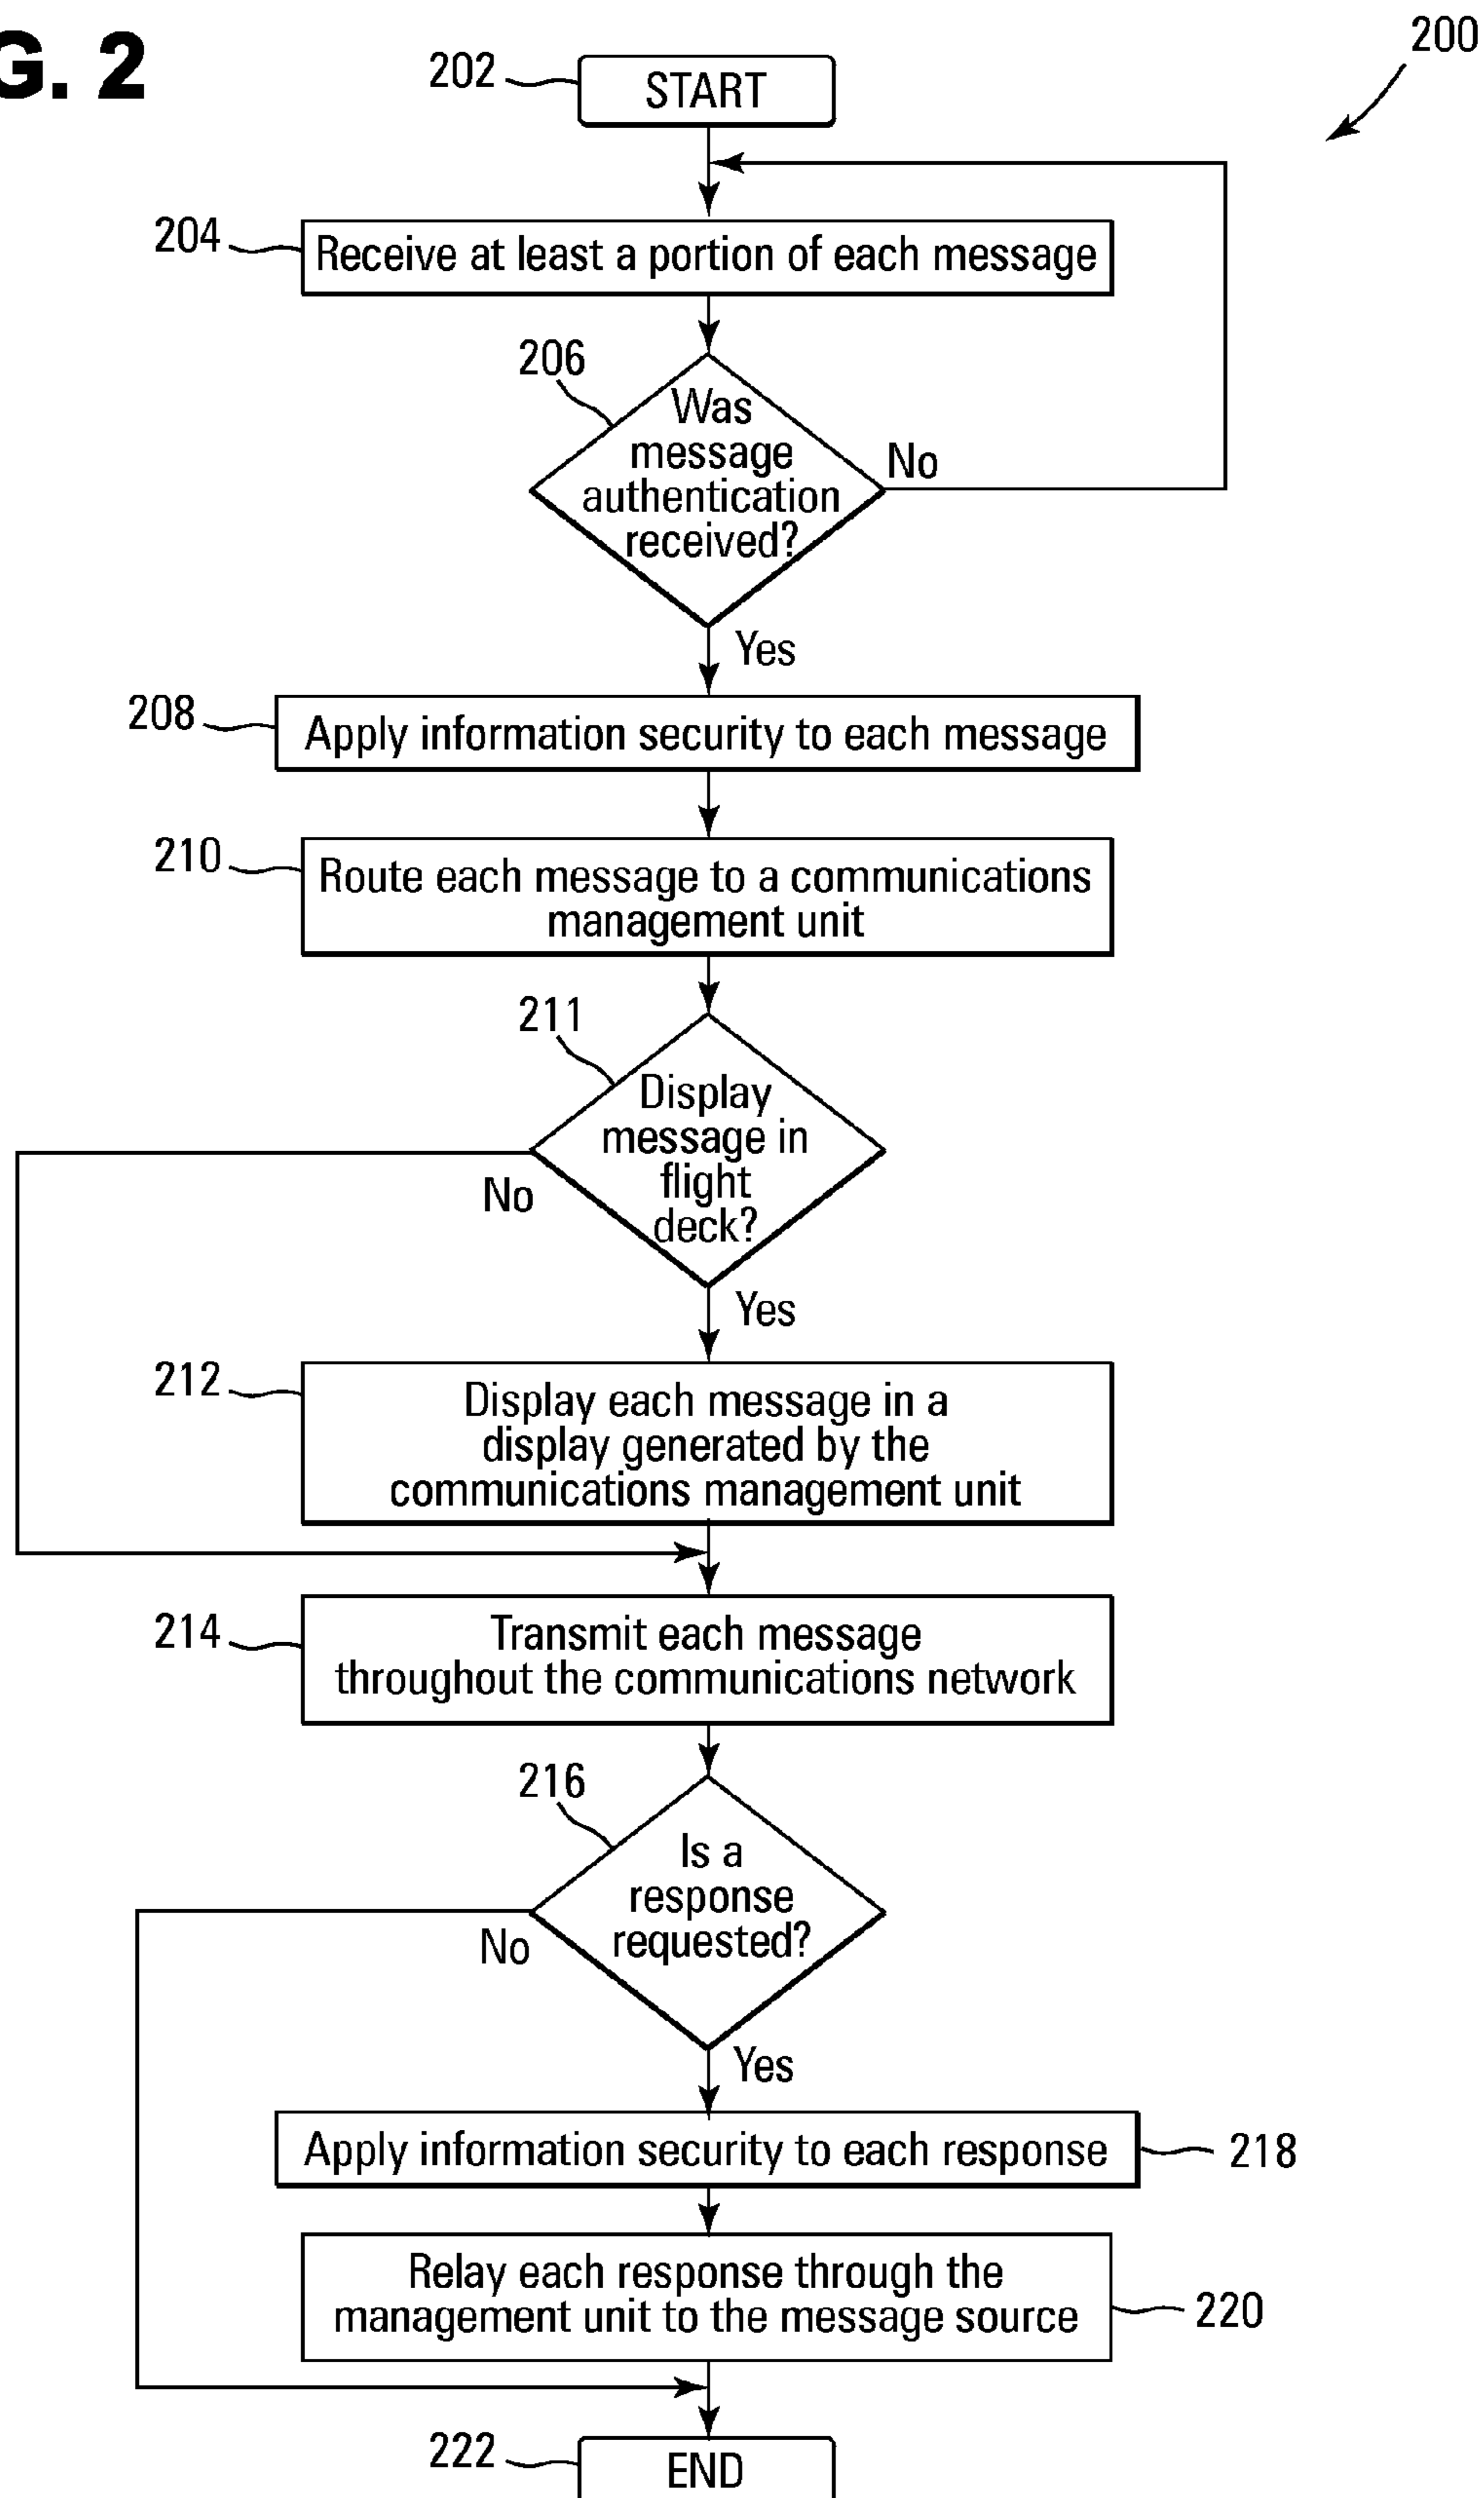 G. 2
200
202
START
204
Receive at least a portion of each message
206
Was
message
authentication
received?
No
Yes
208
Apply information security to each message
210
Route each message to a communications
management unit
211
Display
message in
flight
deck?
No
Yes
212
Display each message in a
display generated by the
communications management unit
214
Transmit each message
throughout the communications network
216
Is a
response
requested?
No
Yes
Apply information security to each response
218
Relay each response through the
management unit to the message source
220
222
END